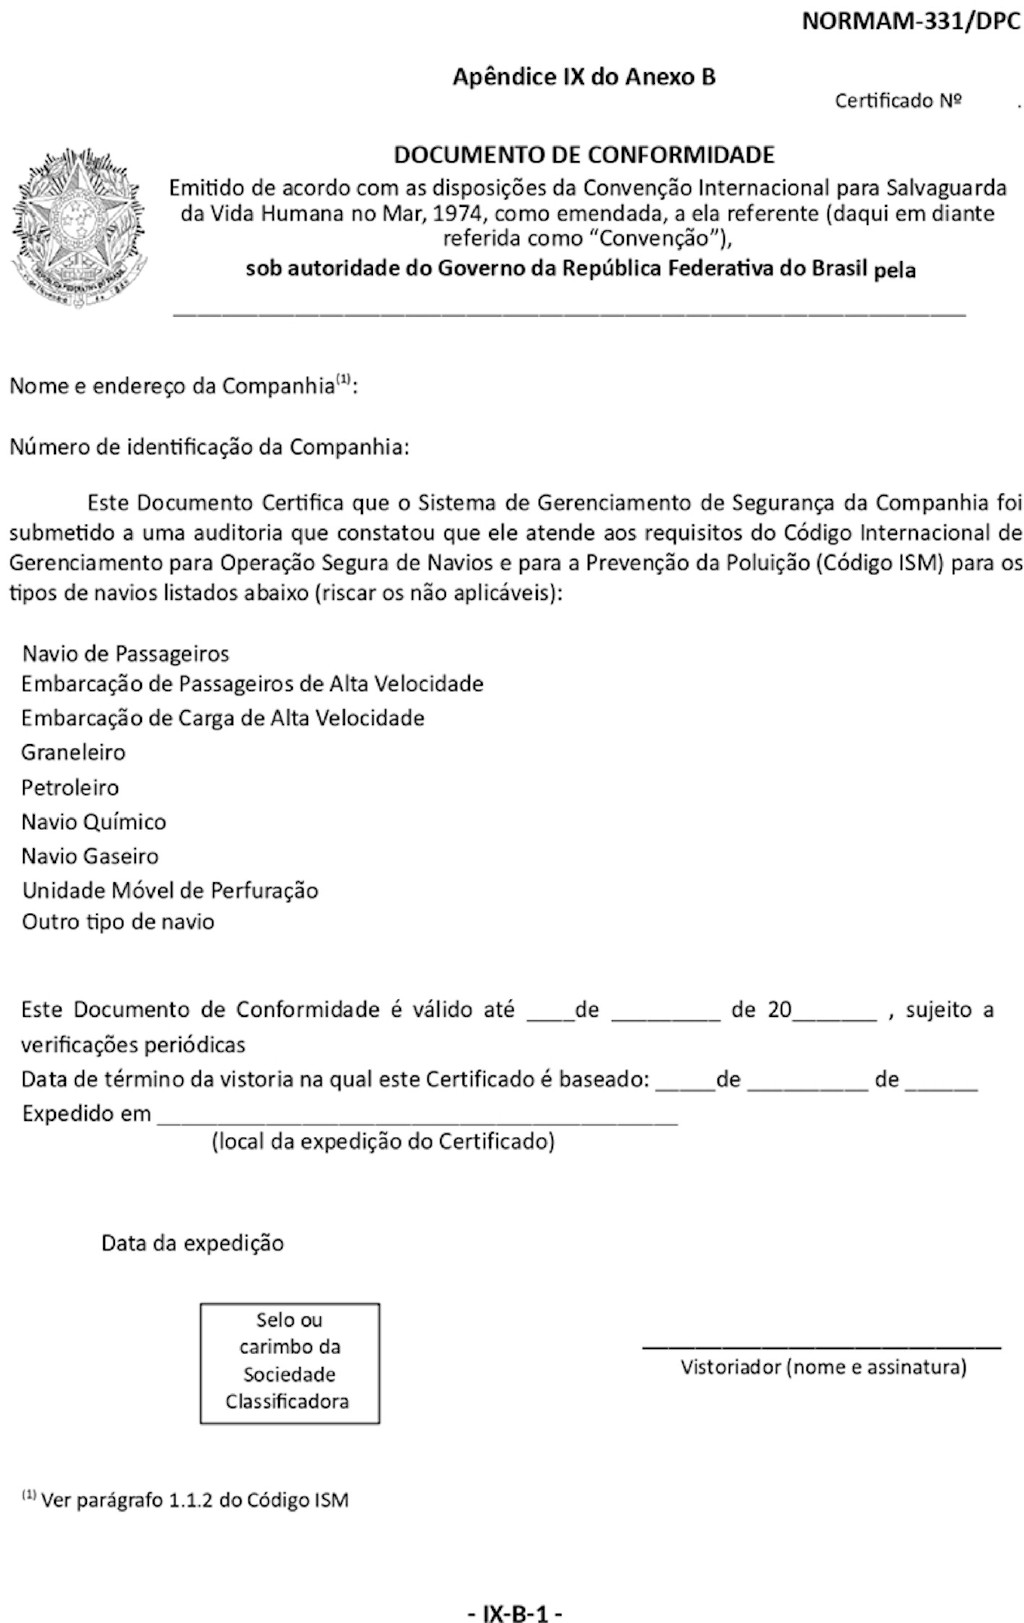 NORMAM-331/DPC
Apêndice IX do Anexo B
Certificado Nº .
DOCUMENTO DE CONFORMIDADE
Emitido de acordo com as disposições da Convenção Internacional para Salvaguarda
da Vida Humana no Mar, 1974, como emendada, a ela referente (daqui em diante
referida como “Convenção”),
sob autoridade do Governo da República Federativa do Brasil pela
Nome e endereço da Companhia(1):
Número de identificação da Companhia:
Este Documento Certifica que o Sistema de Gerenciamento de Segurança da Companhia foi
submetido a uma auditoria que constatou que ele atende aos requisitos do Código Internacional de
Gerenciamento para Operação Segura de Navios e para a Prevenção da Poluição (Código ISM) para os
tipos de navios listados abaixo (riscar os não aplicáveis):
Navio de Passageiros
Embarcação de Passageiros de Alta Velocidade
Embarcação de Carga de Alta Velocidade
Graneleiro
Petroleiro
Navio Químico
Navio Gaseiro
Unidade Móvel de Perfuração
Outro tipo de navio
Este Documento de Conformidade é válido até ____de _________ de 20_______ , sujeito a
verificações periódicas
Data de término da vistoria na qual este Certificado é baseado: _____de __________ de ______
Expedido em ___________________________________________
(local da expedição do Certificado)
Data da expedição
Selo ou
carimbo da
Sociedade
Classificadora
Vistoriador (nome e assinatura)
(1) Ver parágrafo 1.1.2 do Código ISM
- IX-B-1 -